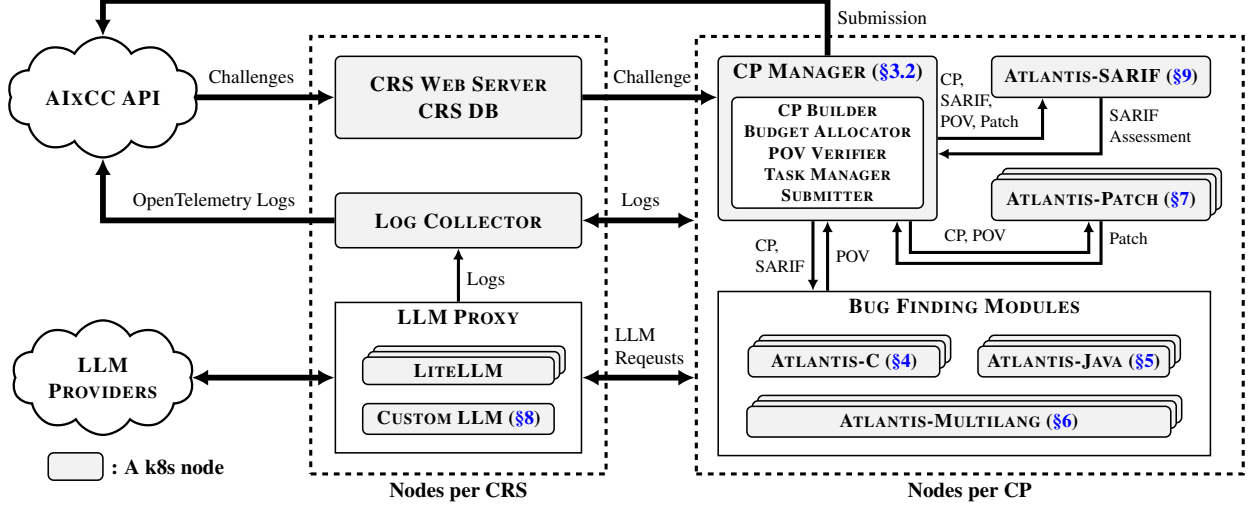 Submission
AIxCC API
Challenges
CRS Web Server
CRS DB
Challenge
CP Manager (§3.2)
CP Builder
Budget Allocator
POV Verifier
Task Manager
Submitter
CP,
SARIF,
POV, Patch
Atlantis-SARIF (§9)
SARIF
Assessment
OpenTelemetry Logs
Log Collector
Logs
Atlantis-Patch (§7)
CP, POV
Patch
CP,
SARIF
POV
Logs
LLM Proxy
LiteLLM
Custom LLM (§8)
LLM
Providers
LLM
Reqeusts
Bug Finding Modules
Atlantis-C (§4)
Atlantis-Java (§5)
Atlantis-Multilang (§6)
: A k8s node
Nodes per CRS
Nodes per CP